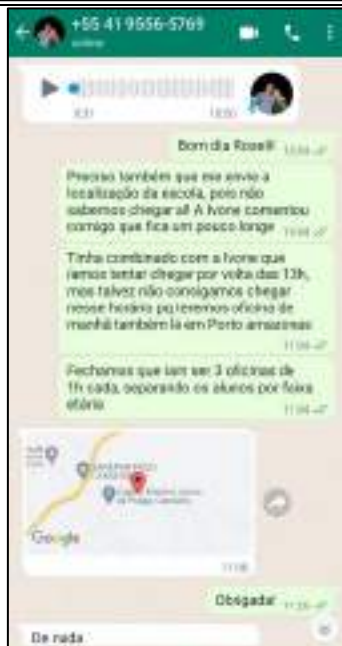 +55 41 9556-5769
online
Bom dia Rose!!!
Preciso também que me envie a
localização da escola, pois não
sabemos chegar aí! A Ivone comentou
comigo que fica um pouco longe
Tinha combinado com a Ivone que
íamos tentar chegar por volta das 13h,
mas talvez não consigamos chegar
nesse horário pq teremos oficina de
manhã também lá em Porto amazonas
Fechamos que iam ser 3 oficinas de
1h cada, separando os alunos por faixa
etária
Google
Obrigada!
De nada